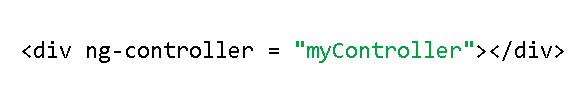 <div ng-controller = "myController"></div>